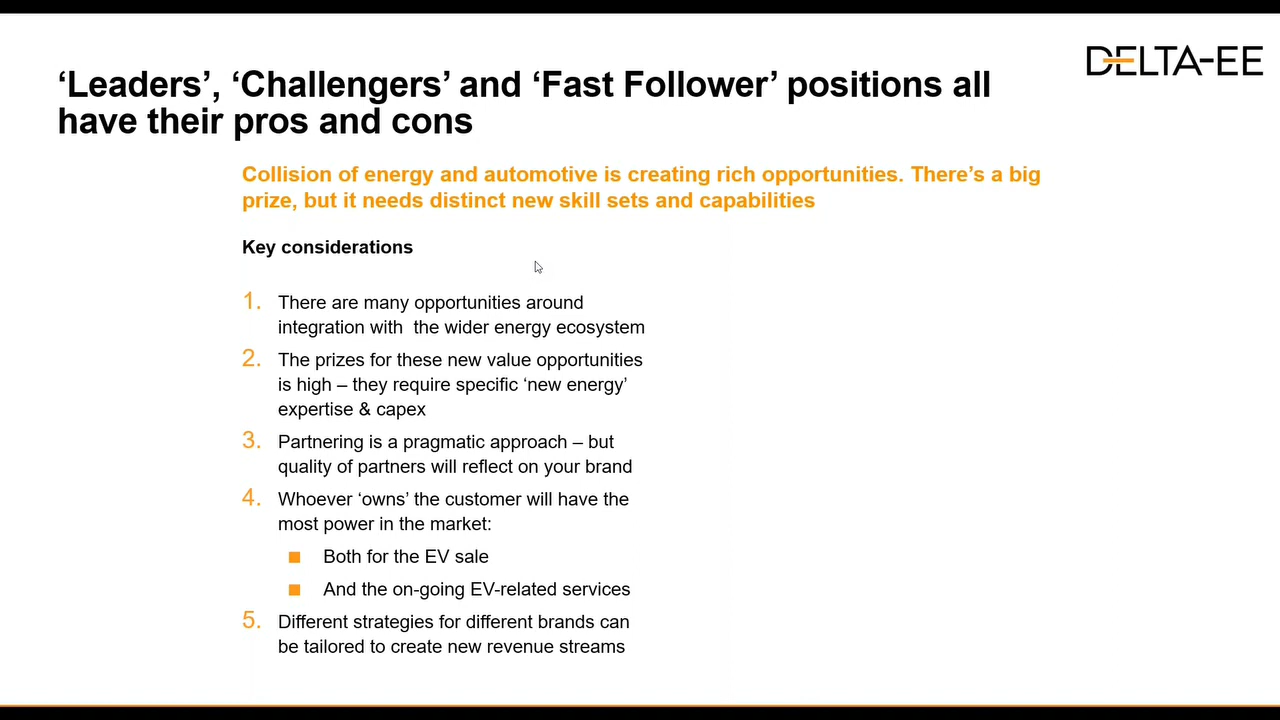 DELTA-EE
‘Leaders’, ‘Challengers’ and ‘Fast Follower’ positions all
have their pros and cons
Collision of energy and automotive is creating rich opportunities. There’s a big
prize, but it needs distinct new skill sets and capabilities
Key considerations
1. There are many opportunities around
integration with  the wider energy ecosystem
2. The prizes for these new value opportunities
is high – they require specific ‘new energy’
expertise & capex
3. Partnering is a pragmatic approach – but
quality of partners will reflect on your brand
4. Whoever ‘owns’ the customer will have the
most power in the market:
■ Both for the EV sale
■ And the on-going EV-related services
5. Different strategies for different brands can
be tailored to create new revenue streams